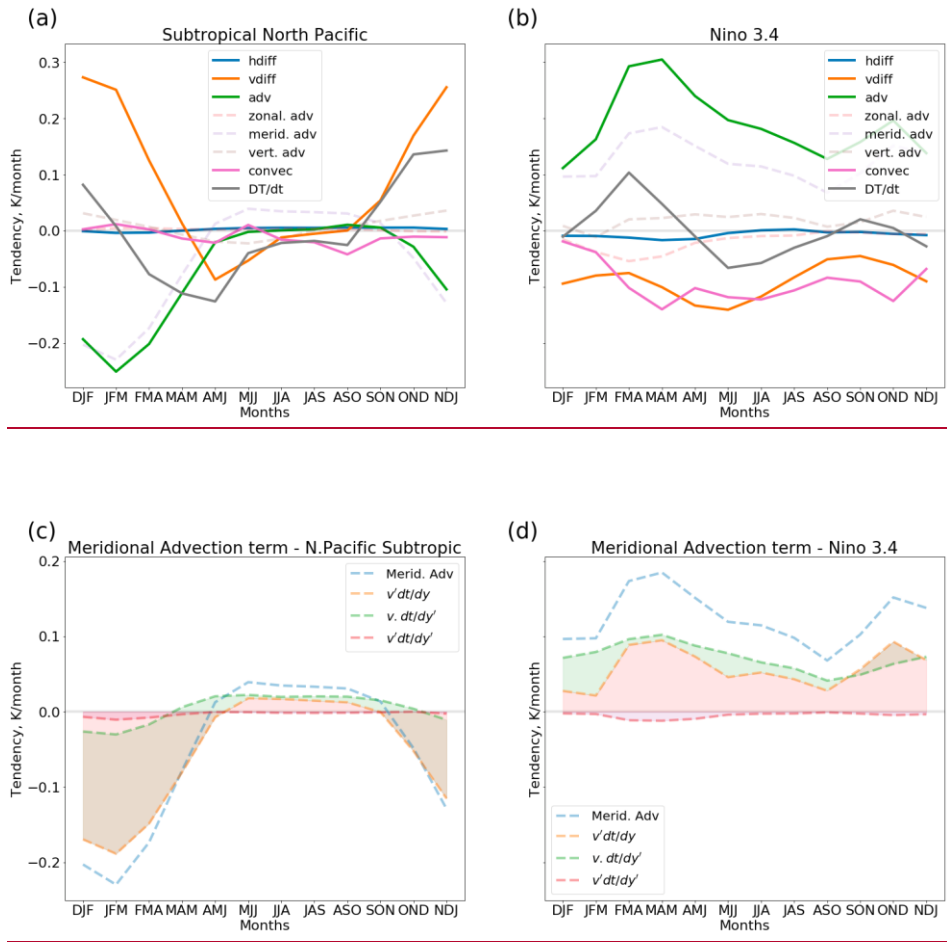 (a)
Subtropical North Pacific
Tendency, K/month
0.3
0.2
0.1
0.0
−0.1
−0.2
hdiff
vdiff
adv
zonal. adv
merid. adv
vert. adv
convec
DT/dt
DJF JFM FMA MAM AMJ MJJ JJA JAS ASO SON OND NDJ
Months
(b)
Nino 3.4
Tendency, K/month
hdiff
vdiff
adv
zonal. adv
merid. adv
vert. adv
convec
DT/dt
DJF JFM FMA MAM AMJ MJJ JJA JAS ASO SON OND NDJ
Months
(c)
Meridional Advection term - N.Pacific Subtropic
Tendency, K/month
0.2
0.1
0.0
−0.1
−0.2
Merid. Adv
v'dt/dy
v. dt/dy'
v'dt/dy'
DJF JFM FMA MAM AMJ MJJ JJA JAS ASO SON OND NDJ
Months
(d)
Meridional Advection term - Nino 3.4
Tendency, K/month
Merid. Adv
v'dt/dy
v. dt/dy'
v'dt/dy'
DJF JFM FMA MAM AMJ MJJ JJA JAS ASO SON OND NDJ
Months